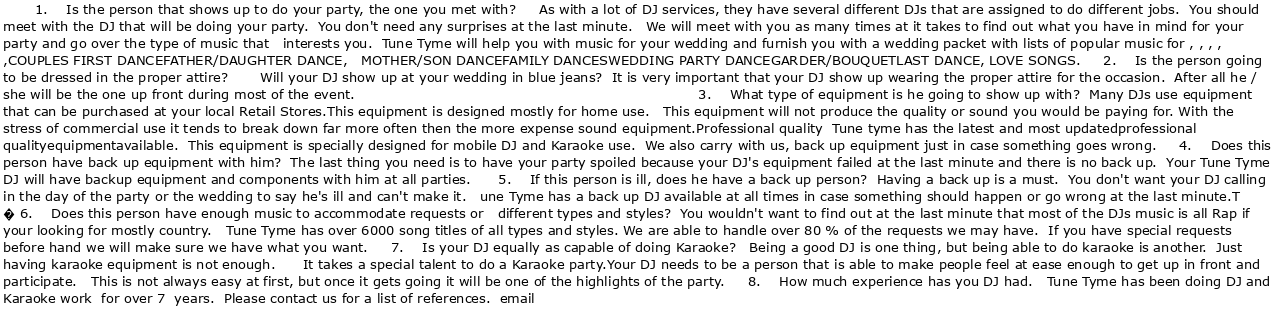 1. Is the person that shows up to do your party, the one you met with? As with a lot of DJ services, they have several different DJs that are assigned to do different jobs. You should
meet with the DJ that will be doing your party. You don't need any surprises at the last minute. We will meet with you as many times at it takes to find out what you have in mind for your
party and go over the type of music that interests you. Tune Tyme will help you with music for your wedding and furnish you with a wedding packet with lists of popular music for , , , ,
,COUPLES FIRST DANCEFATHER/DAUGHTER DANCE, MOTHER/SON DANCEFAMILY DANCESWEDDING PARTY DANCEGARDER/BOUQUETLAST DANCE, LOVE SONGS. 2. Is the person going
to be dressed in the proper attire? Will your DJ show up at your wedding in blue jeans? It is very important that your DJ show up wearing the proper attire for the occasion. After all he /
she will be the one up front during most of the event. 3. What type of equipment is he going to show up with? Many DJs use equipment
that can be purchased at your local Retail Stores.This equipment is designed mostly for home use. This equipment will not produce the quality or sound you would be paying for. With the
stress of commercial use it tends to break down far more often then the more expense sound equipment.Professional quality Tune tyme has the latest and most updatedprofessional
qualityequipmentavailable. This equipment is specially designed for mobile DJ and Karaoke use. We also carry with us, back up equipment just in case something goes wrong. 4. Does this
person have back up equipment with him? The last thing you need is to have your party spoiled because your DJ's equipment failed at the last minute and there is no back up. Your Tune Tyme
DJ will have backup equipment and components with him at all parties. 5. If this person is ill, does he have a back up person? Having a back up is a must. You don't want your DJ calling
in the day of the party or the wedding to say he's ill and can't make it. une Tyme has a back up DJ available at all times in case something should happen or go wrong at the last minute.T
� 6. Does this person have enough music to accommodate requests or different types and styles? You wouldn't want to find out at the last minute that most of the DJs music is all Rap if
your looking for mostly country. Tune Tyme has over 6000 song titles of all types and styles. We are able to handle over 80 % of the requests we may have. If you have special requests
before hand we will make sure we have what you want. 7. Is your DJ equally as capable of doing Karaoke? Being a good DJ is one thing, but being able to do karaoke is another. Just
having karaoke equipment is not enough. It takes a special talent to do a Karaoke party.Your DJ needs to be a person that is able to make people feel at ease enough to get up in front and
participate. This is not always easy at first, but once it gets going it will be one of the highlights of the party. 8. How much experience has you DJ had. Tune Tyme has been doing DJ and
Karaoke work for over 7 years. Please contact us for a list of references. email